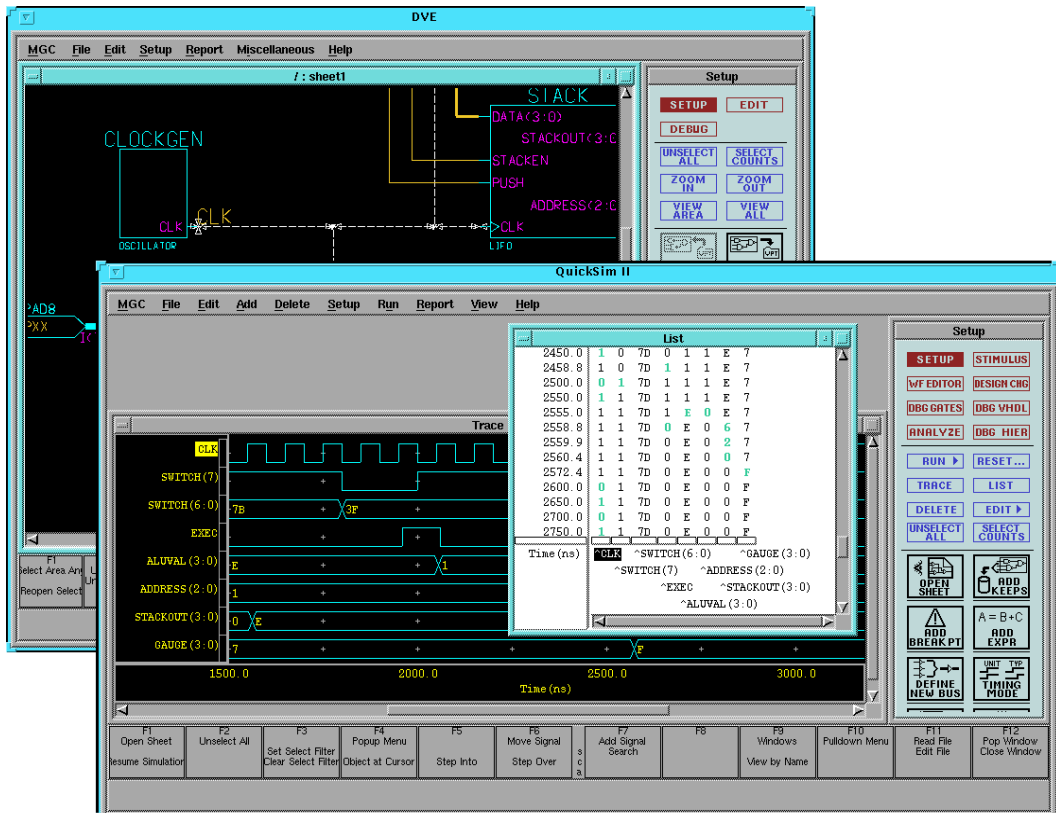 DVE
MGC File Edit Setup Report Miscellaneous Help
/ : sheet1
Setup
SETUP EDIT
DEBUG
UNSELECT ALL SELECT COUNTS
ZOOM IN ZOOM OUT
VIEW AREA VIEW ALL
STACK
DATA(3:0)
STACKOUT(3:0
STACKEN
PUSH
ADDRESS(2:0
CLK
LIFO
CLOCKGEN
CLK
CLK
OSCILLATOR
PAD8
PXX
F1
Select Area Any
Reopen Select
QuickSim II
MGC File Edit Add Delete Setup Run Report View Help
Trace
CLK
SWITCH(7)
SWITCH(6:0) 7B 3F
EXEC
ALUVAL(3:0) E 1
ADDRESS(2:0) 1
STACKOUT(3:0) 0 E
GAUGE(3:0) 7 F
1500.0 2000.0 2500.0 3000.0
Time(ns)
List
2450.0 1 0 7D 0 1 1 E 7
2458.8 1 0 7D 1 1 1 E 7
2500.0 0 1 7D 1 1 1 E 7
2550.0 1 1 7D 1 1 1 E 7
2555.0 1 1 7D 1 E 0 E 7
2558.8 1 1 7D 0 E 0 6 7
2559.9 1 1 7D 0 E 0 2 7
2560.4 1 1 7D 0 E 0 0 7
2572.4 1 1 7D 0 E 0 0 F
2600.0 0 1 7D 0 E 0 0 F
2650.0 1 1 7D 0 E 0 0 F
2700.0 0 1 7D 0 E 0 0 F
2750.0 1 1 7D 0 E 0 0 F
Time(ns) ^CLK ^SWITCH(6:0) ^GAUGE(3:0)
^SWITCH(7) ^ADDRESS(2:0)
^EXEC ^STACKOUT(3:0)
^ALUVAL(3:0)
Setup
SETUP STIMULUS
WF EDITOR DESIGN CHG
DBG GATES DBG VHDL
ANALYZE DBG HIER
RUN RESET...
TRACE LIST
DELETE EDIT
UNSELECT ALL SELECT COUNTS
OPEN SHEET ADD KEEPS
A=B+C
ADD BREAKPT ADD EXPR
UNIT TYP
DEFINE NEW BUS TIMING MODE
F1 F2 F3 F4 F5 F6 F7 F8 F9 F10 F11 F12
Open Sheet Unselect All Popup Menu Move Signal Add Signal Windows Pulldown Menu Read File Pop Window
Set Select Filter Search Edit File Close Window
Resume Simulation Clear Select Filter Object at Cursor Step Into Step Over Window View by Name